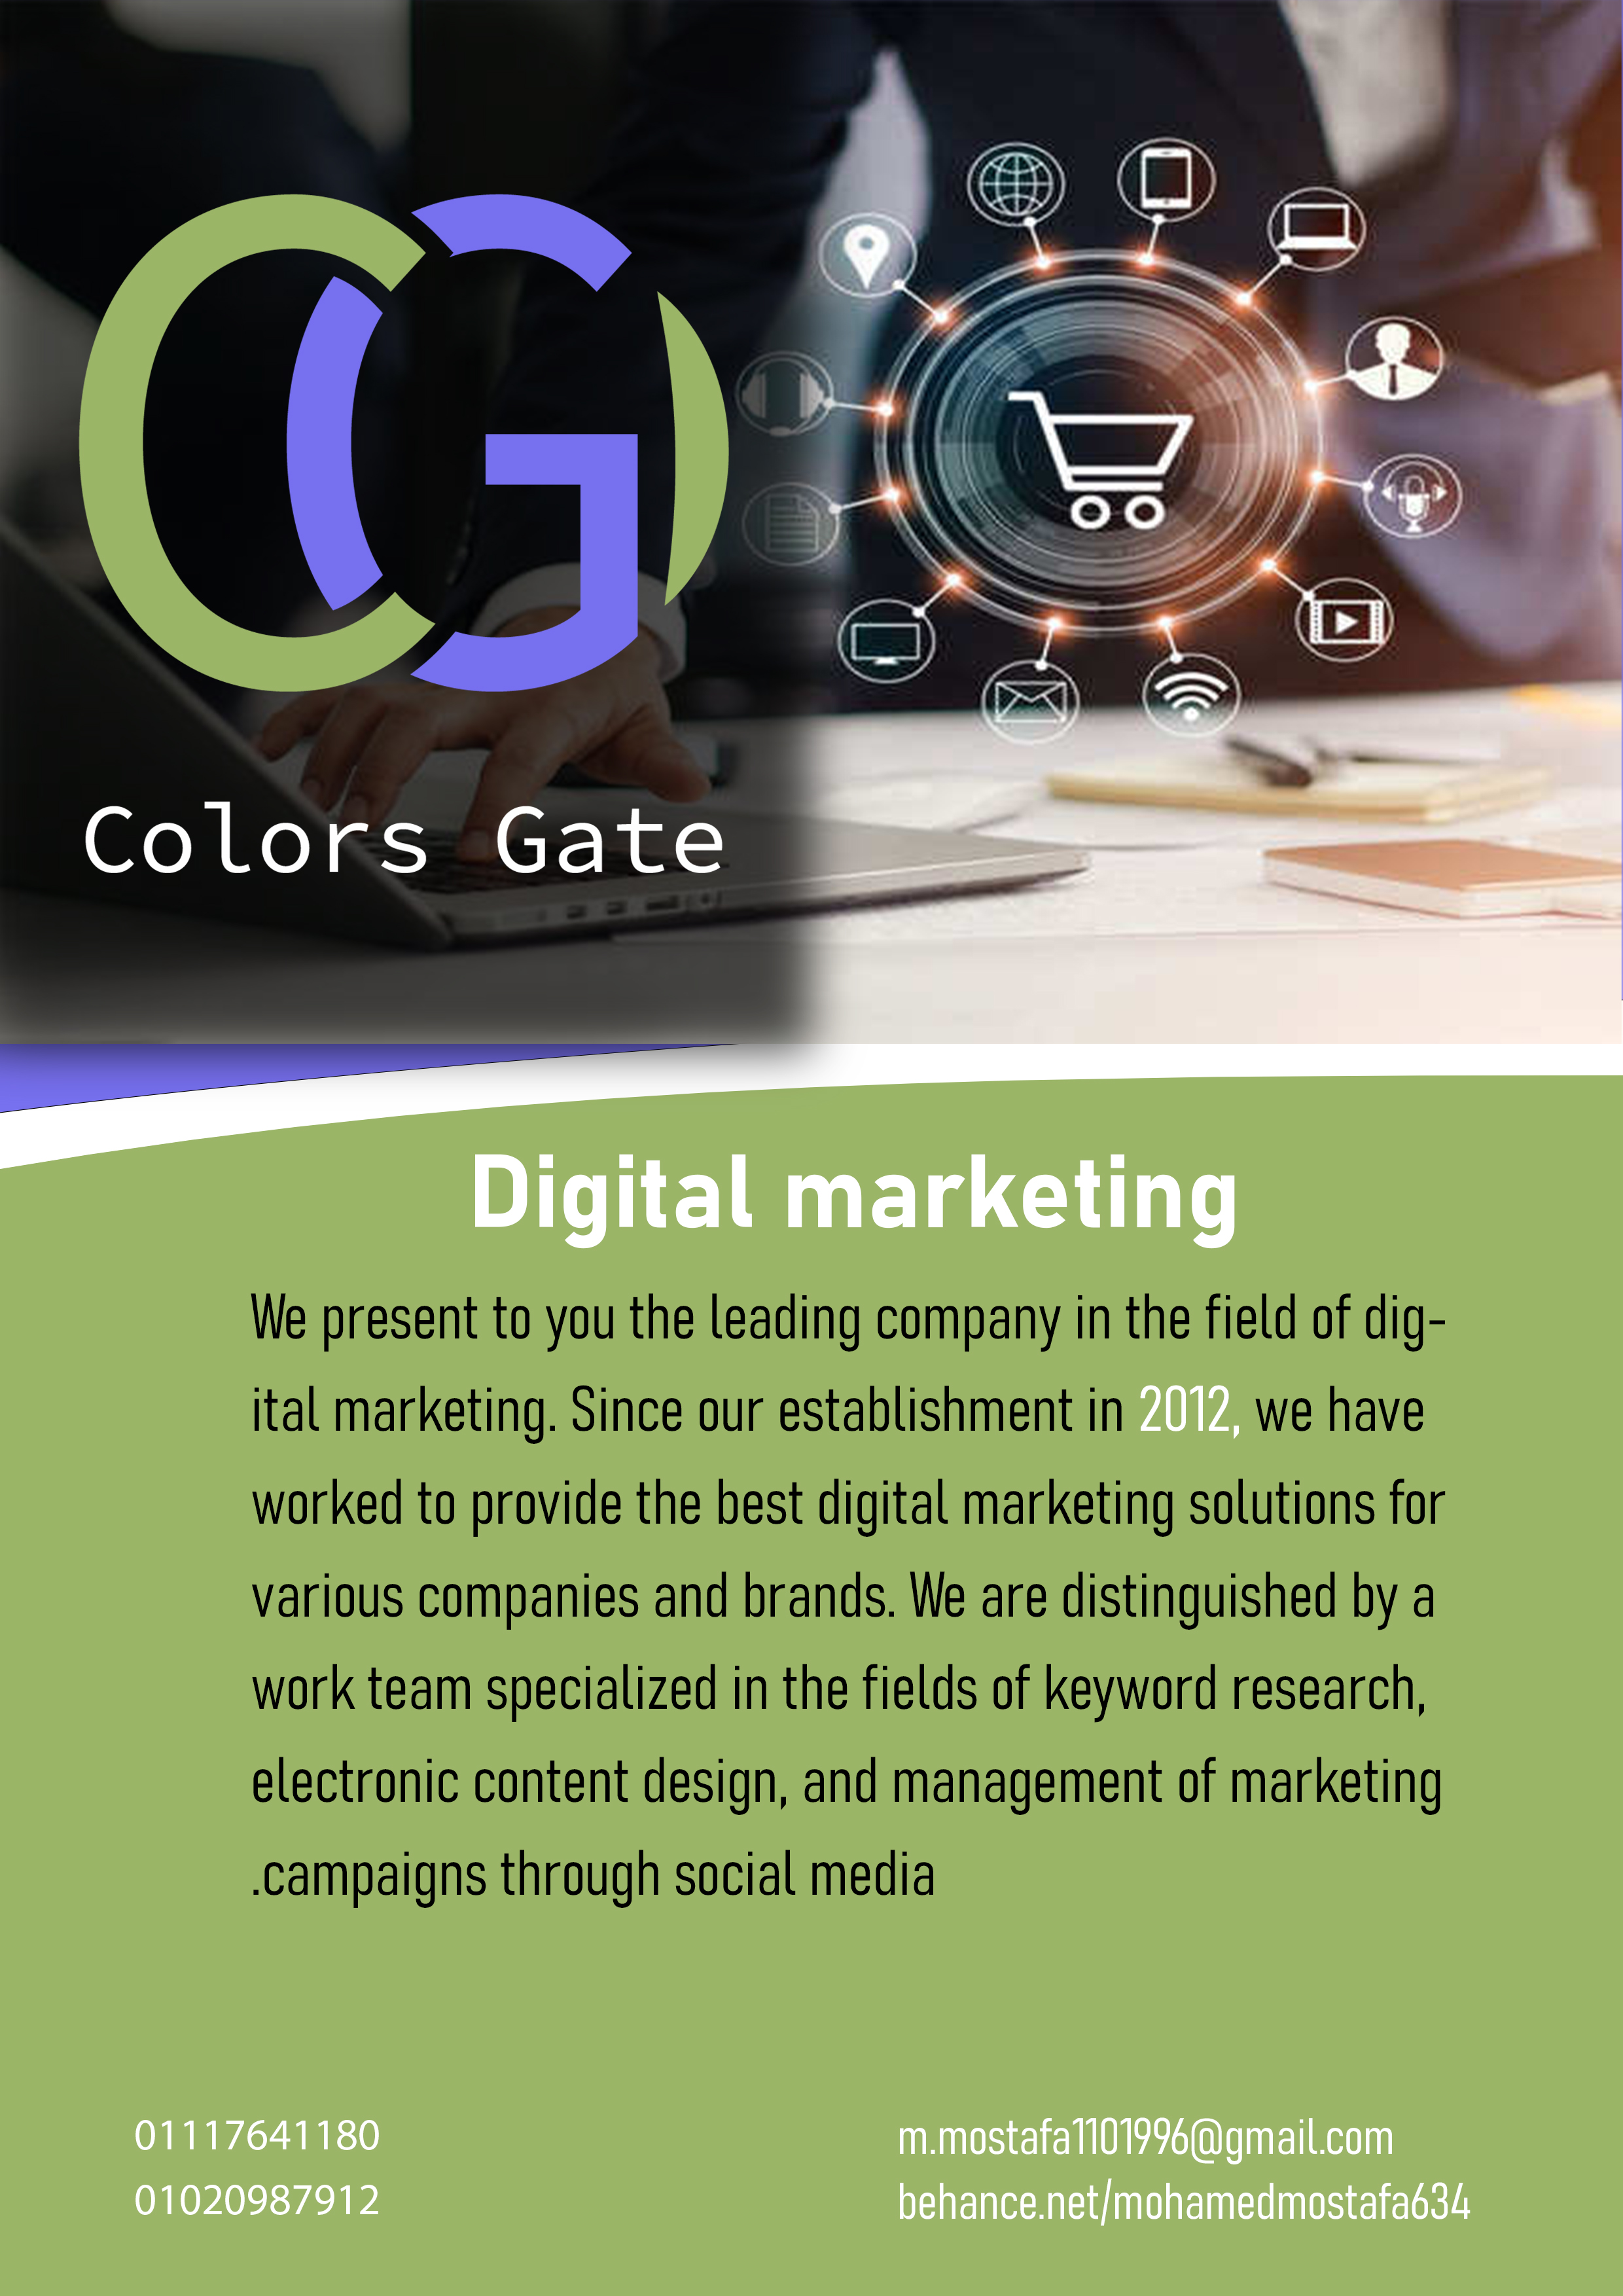 CG
Colors Gate
Digital marketing
We present to you the leading company in the field of dig-
ital marketing. Since our establishment in 2012, we have
worked to provide the best digital marketing solutions for
various companies and brands. We are distinguished by a
work team specialized in the fields of keyword research,
electronic content design, and management of marketing
.campaigns through social media
01117641180
01020987912
m.mostafa1101996@gmail.com
behance.net/mohamedmostafa634